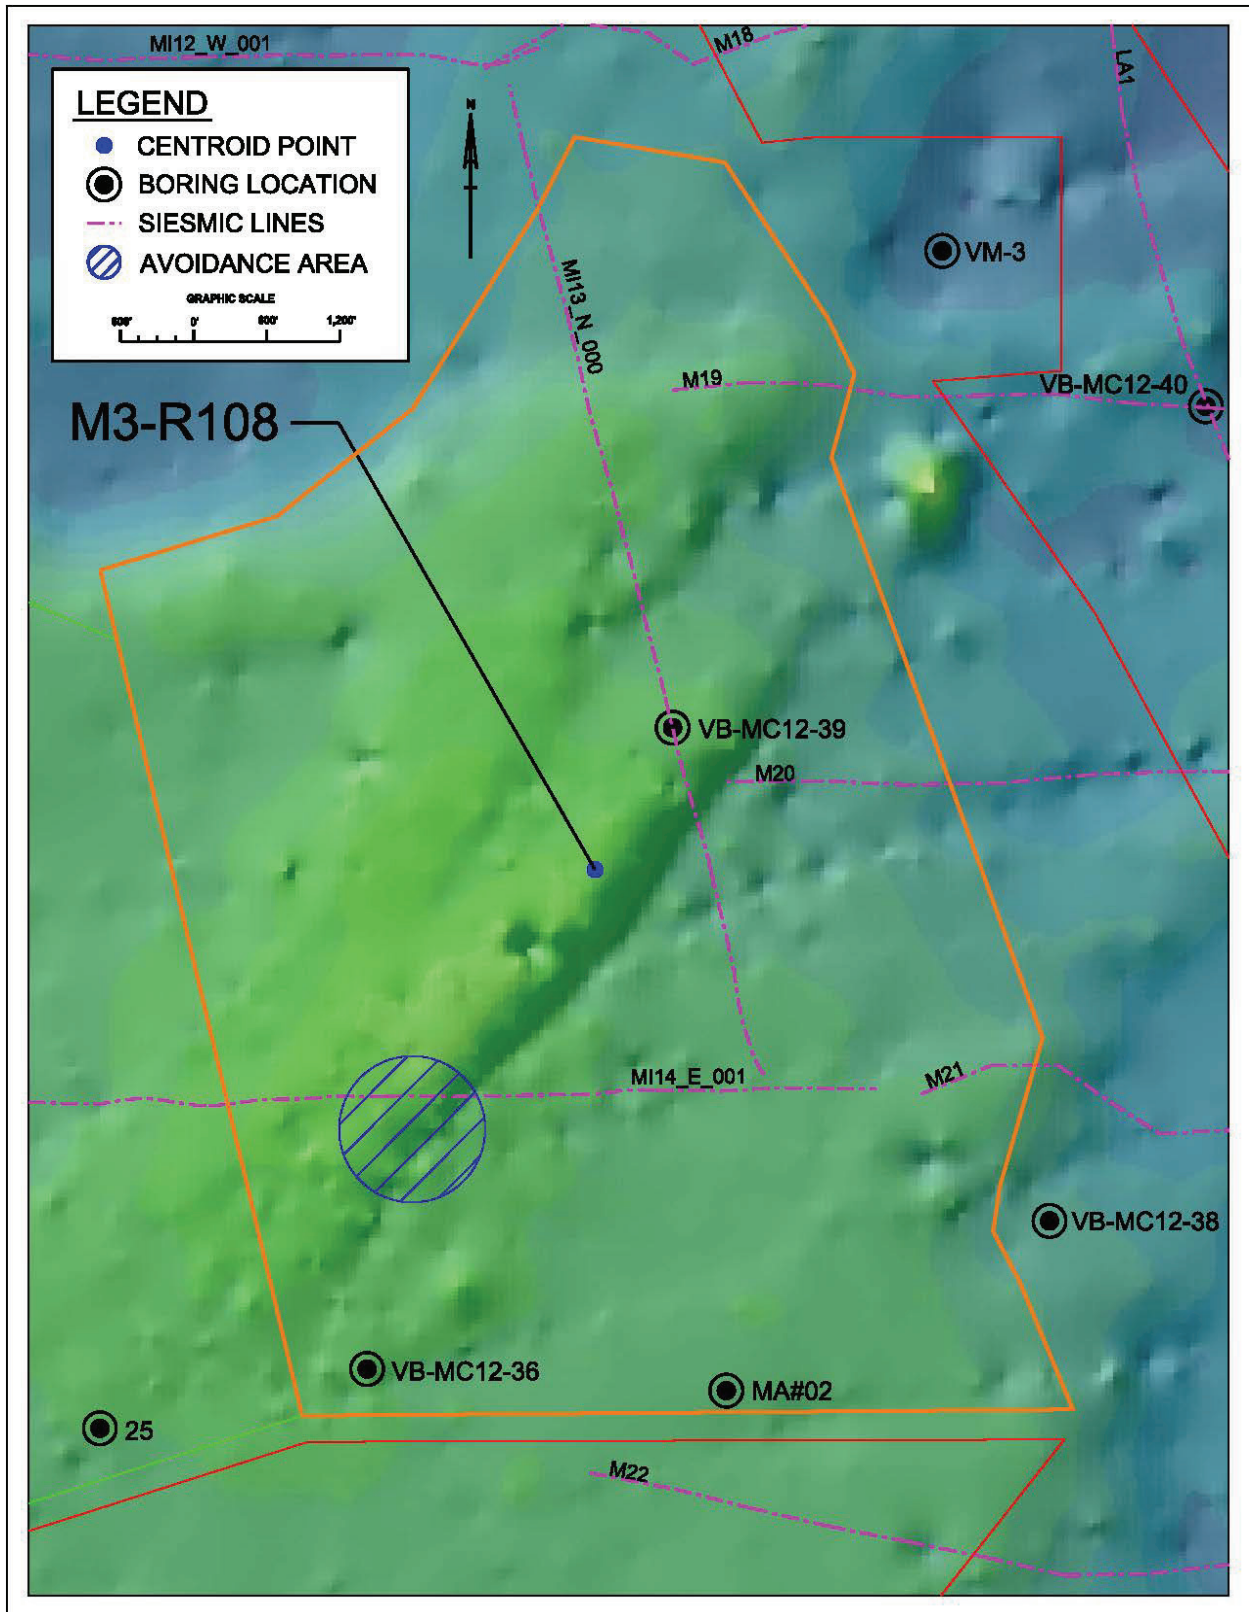 MI12_W_001
M18
LA1
LEGEND
CENTROID POINT
BORING LOCATION
SIESMIC LINES
AVOIDANCE AREA
GRAPHIC SCALE
600' 0' 600' 1,200'
N
VM-3
MI13_N_000
M19
VB-MC12-40
M3-R108
VB-MC12-39
M20
MI14_E_001
M21
VB-MC12-38
VB-MC12-36
MA#02
25
M22